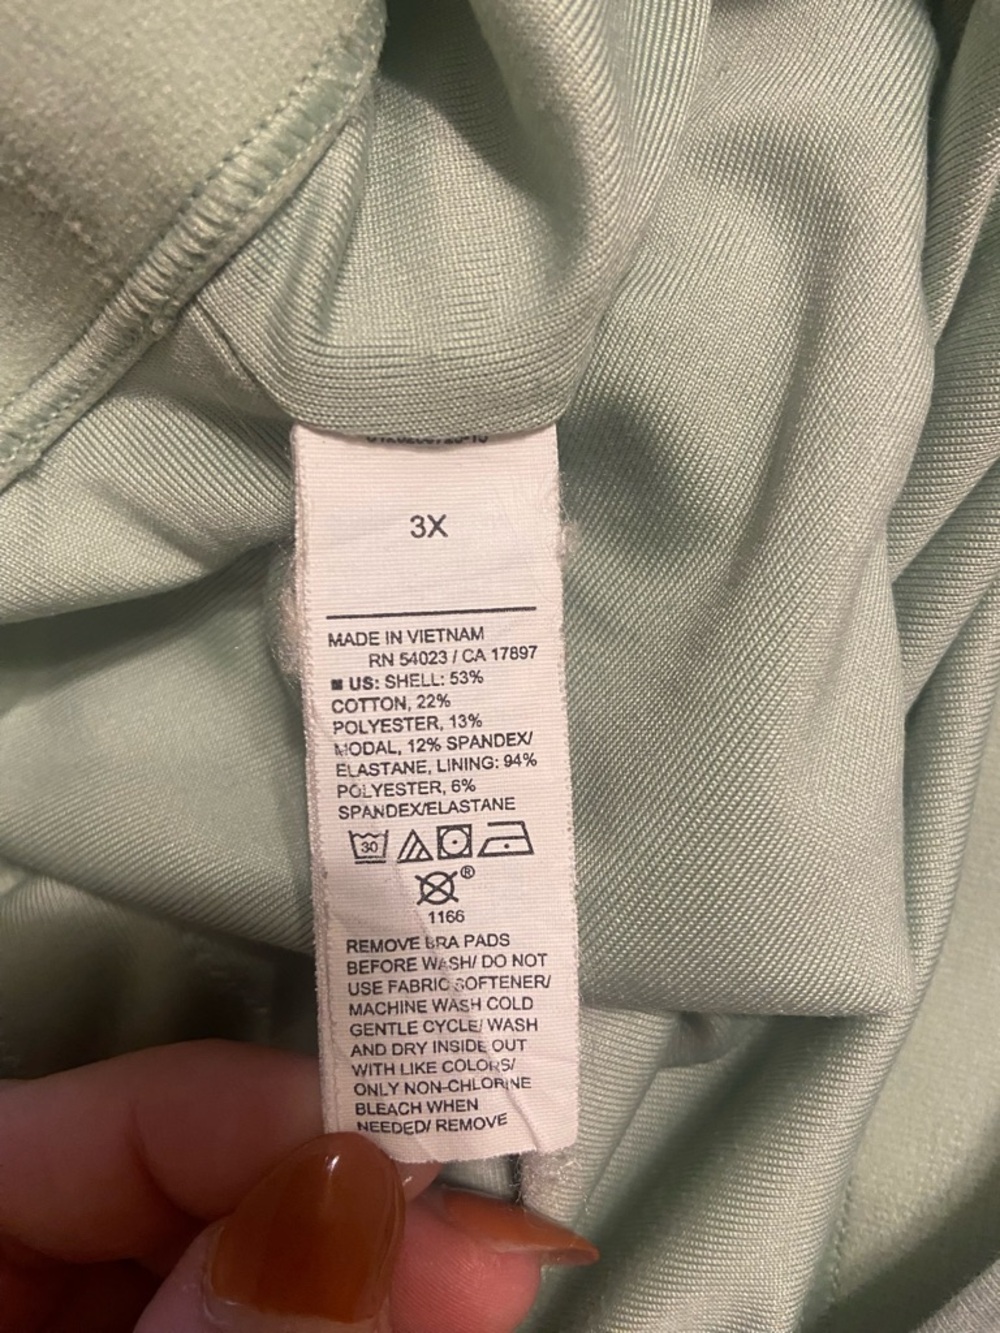 3X
MADE IN VIETNAM
RN 54023 / CA 17897
■ US: SHELL: 53%
COTTON, 22%
POLYESTER, 13%
MODAL, 12% SPANDEX/
ELASTANE, LINING: 94%
POLYESTER, 6%
SPANDEX/ELASTANE
30
®
1166
REMOVE BRA PADS
BEFORE WASH/ DO NOT
USE FABRIC SOFTENER/
MACHINE WASH COLD
GENTLE CYCLE/ WASH
AND DRY INSIDE OUT
WITH LIKE COLORS/
ONLY NON-CHLORINE
BLEACH WHEN
NEEDED/ REMOVE